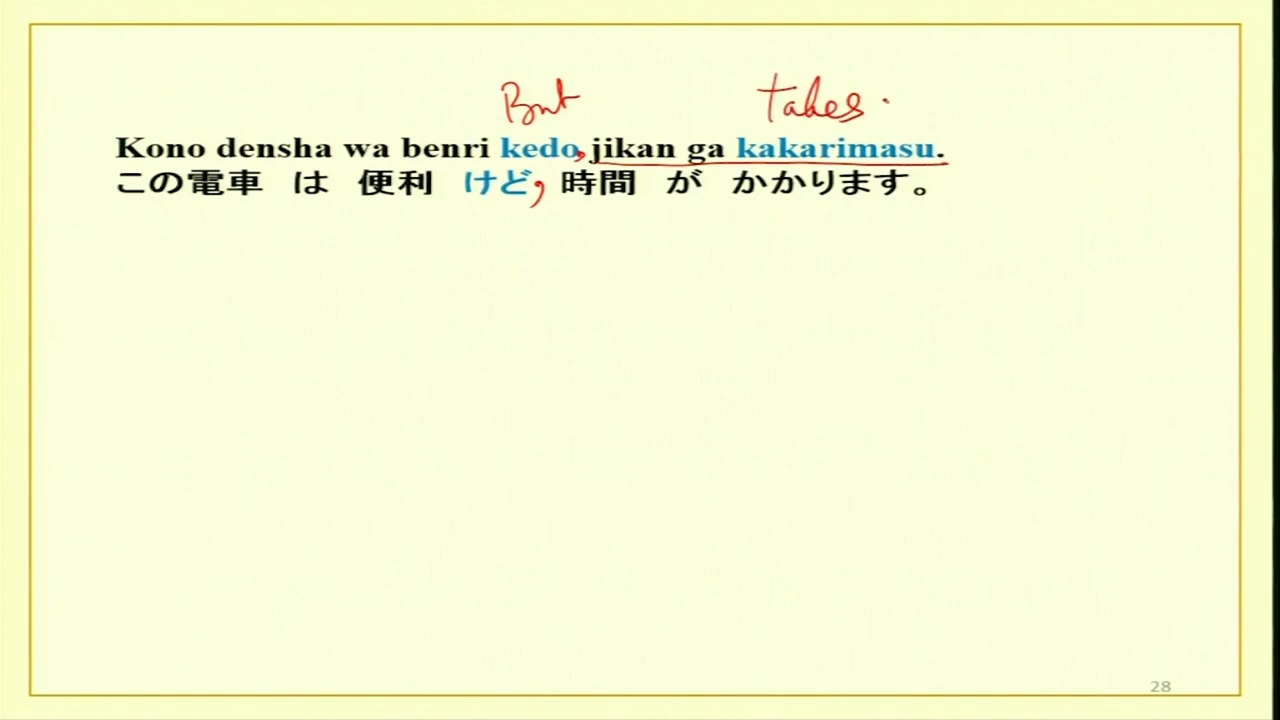 But takes.
Kono densha wa benri kedo, jikan ga kakarimasu.
この電車 は 便利 けど, 時間 が かかります。
28